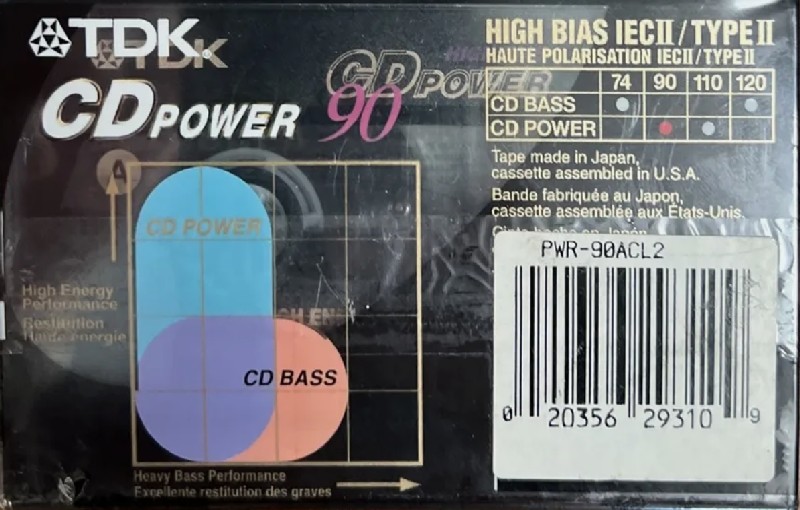 TDK
TDK
CD POWER
CD POWER
90
HIGH BIAS IECII/TYPE II
HAUTE POLARISATION IECII/TYPE II
74 90 110 120
CD BASS
CD POWER
Tape made in Japan,
cassette assembled in U.S.A.
Bande fabriquée au Japon,
cassette assemblée aux États-Unis.
PWR-90ACL2
0 20356 29310 9
CD POWER
High Energy
Performance
Restitution
Haute énergie
CD BASS
Heavy Bass Performance
Excellente restitution des graves